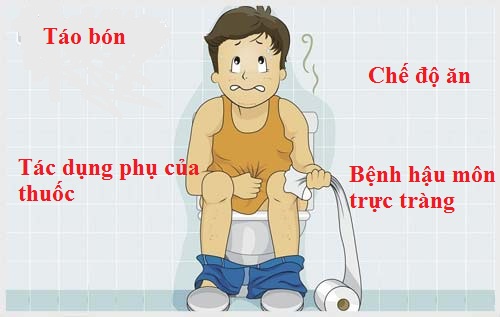 Táo bón
Chế độ ăn
Tác dụng phụ của
thuốc
Bệnh hậu môn
trực tràng